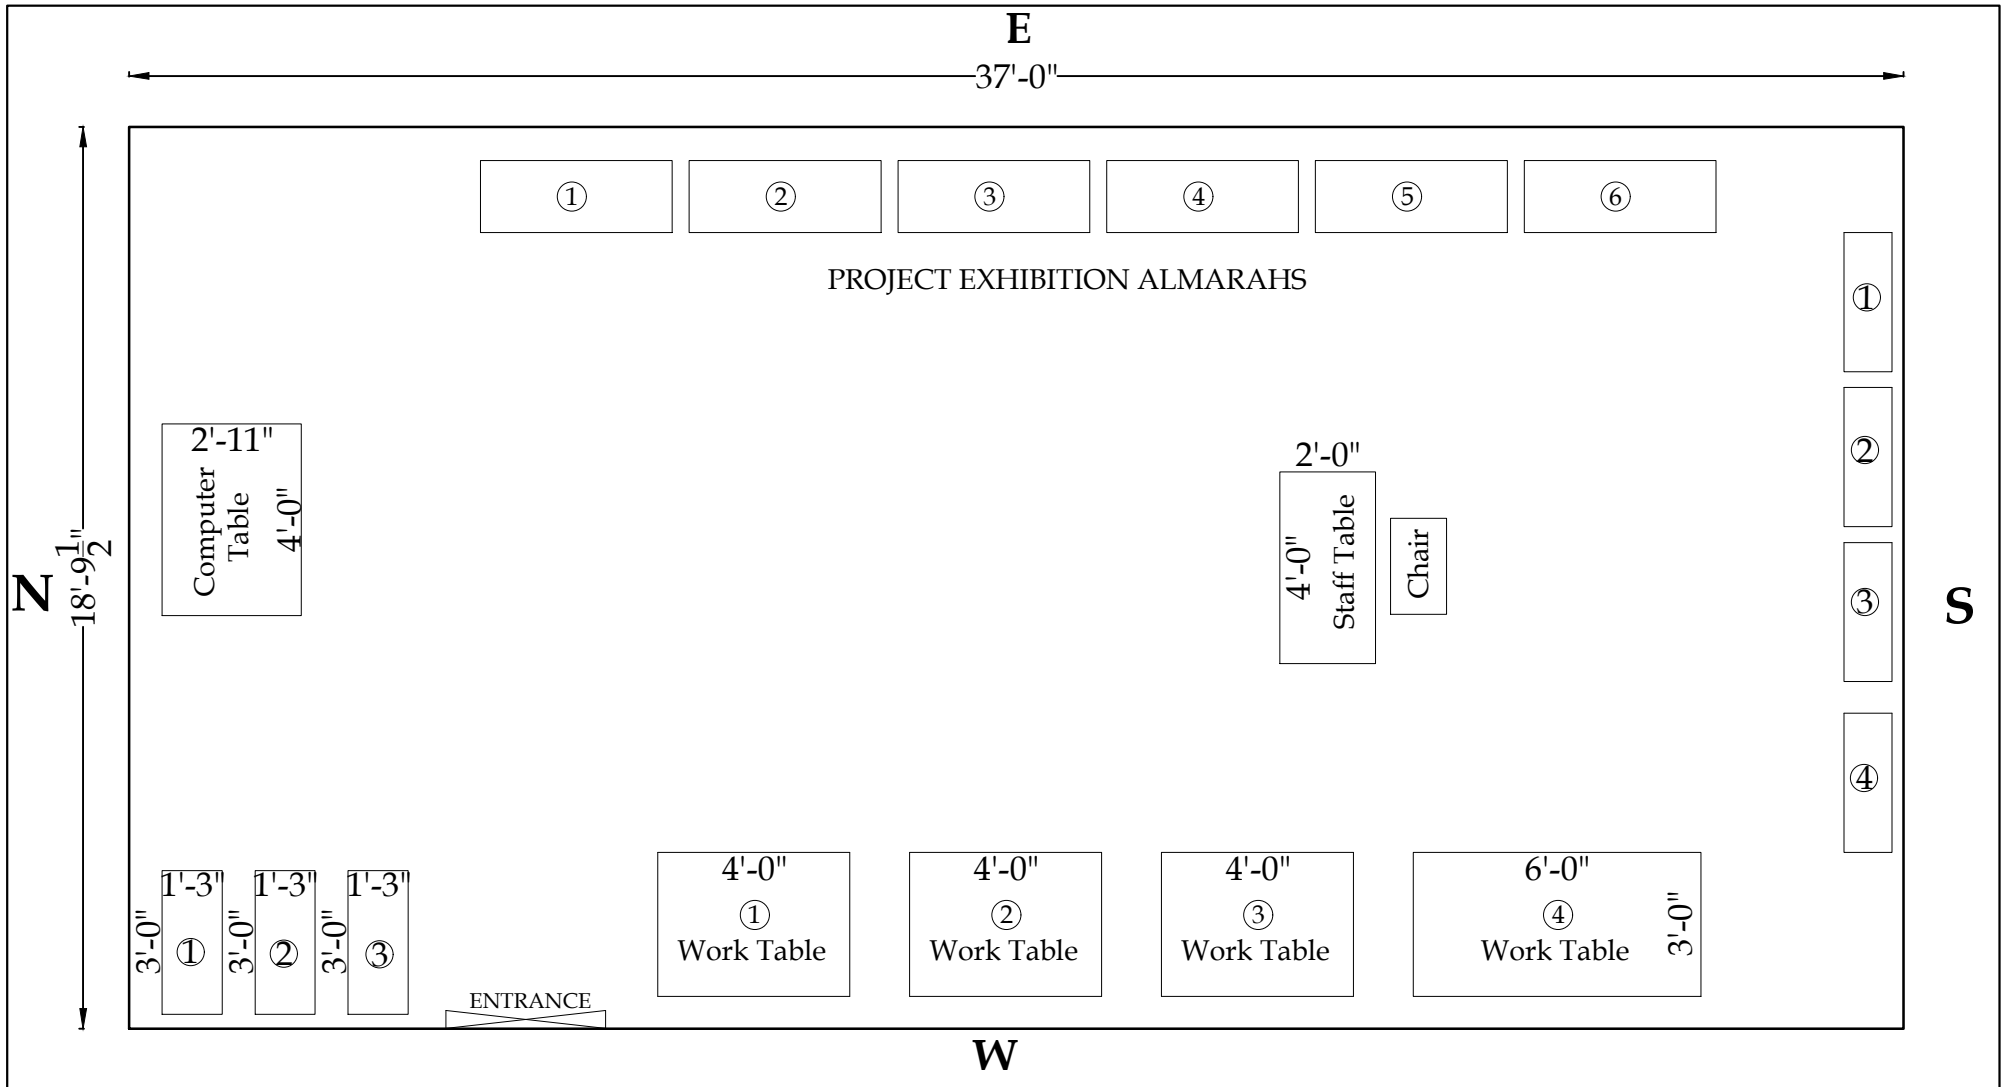 E
37'-0"
① ② ③ ④ ⑤ ⑥
PROJECT EXHIBITION ALMARAHS
①
②
③
④
2'-11"
Computer
Table
4'-0"
2'-0"
4'-0"
Staff Table
Chair
N
18'-9 1/2"
S
1'-3" 1'-3" 1'-3"
3'-0" 3'-0" 3'-0"
① ② ③
4'-0" 4'-0" 4'-0" 6'-0"
① ② ③ ④
Work Table Work Table Work Table Work Table
3'-0"
ENTRANCE
W